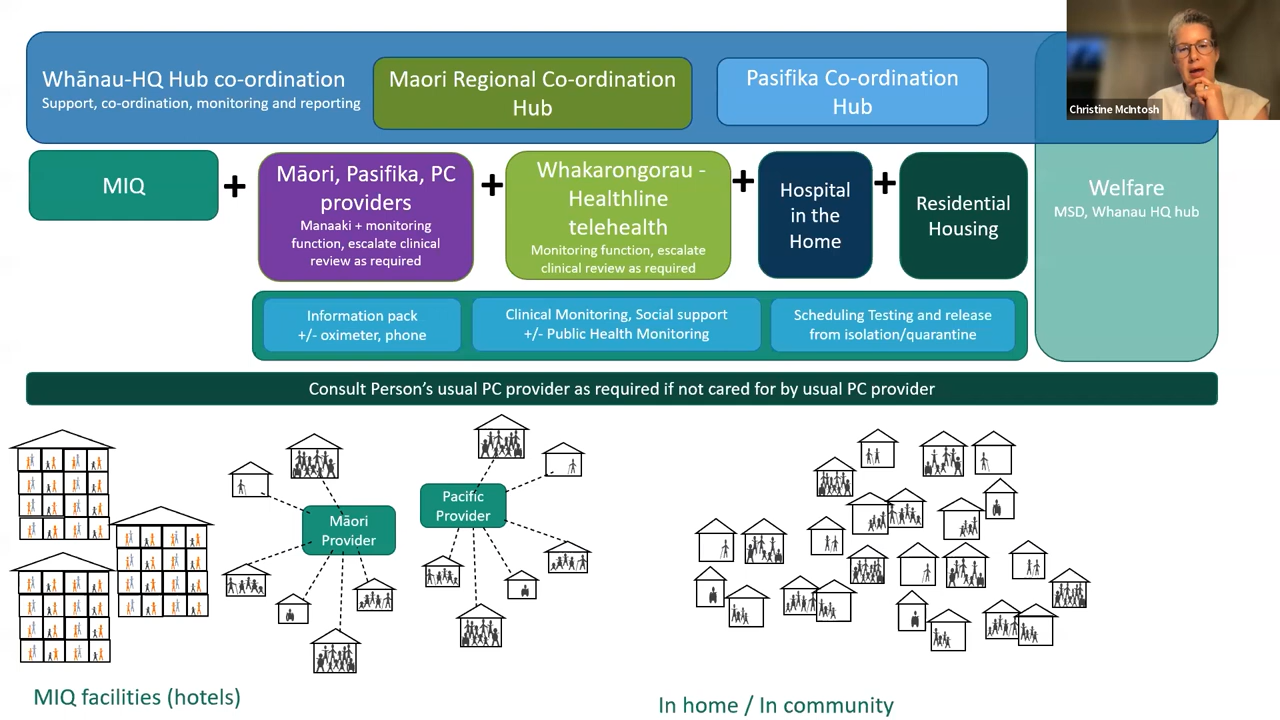 Whānau-HQ Hub co-ordination
Support, co-ordination, monitoring and reporting
Maori Regional Co-ordination
Hub
Pasifika Co-ordination
Hub
Christine McIntosh
MIQ
+
Māori, Pasifika, PC
providers
Manaaki + monitoring
function, escalate clinical
review as required
+
Whakarongorau -
Healthline
telehealth
Monitoring function, escalate
clinical review as required
+
Hospital
in the
Home
+
Residential
Housing
Welfare
MSD, Whanau HQ hub
Information pack
+/- oximeter, phone
Clinical Monitoring, Social support
+/- Public Health Monitoring
Scheduling Testing and release
from isolation/quarantine
Consult Person's usual PC provider as required if not cared for by usual PC provider
Māori
Provider
Pacific
Provider
MIQ facilities (hotels)
In home / In community